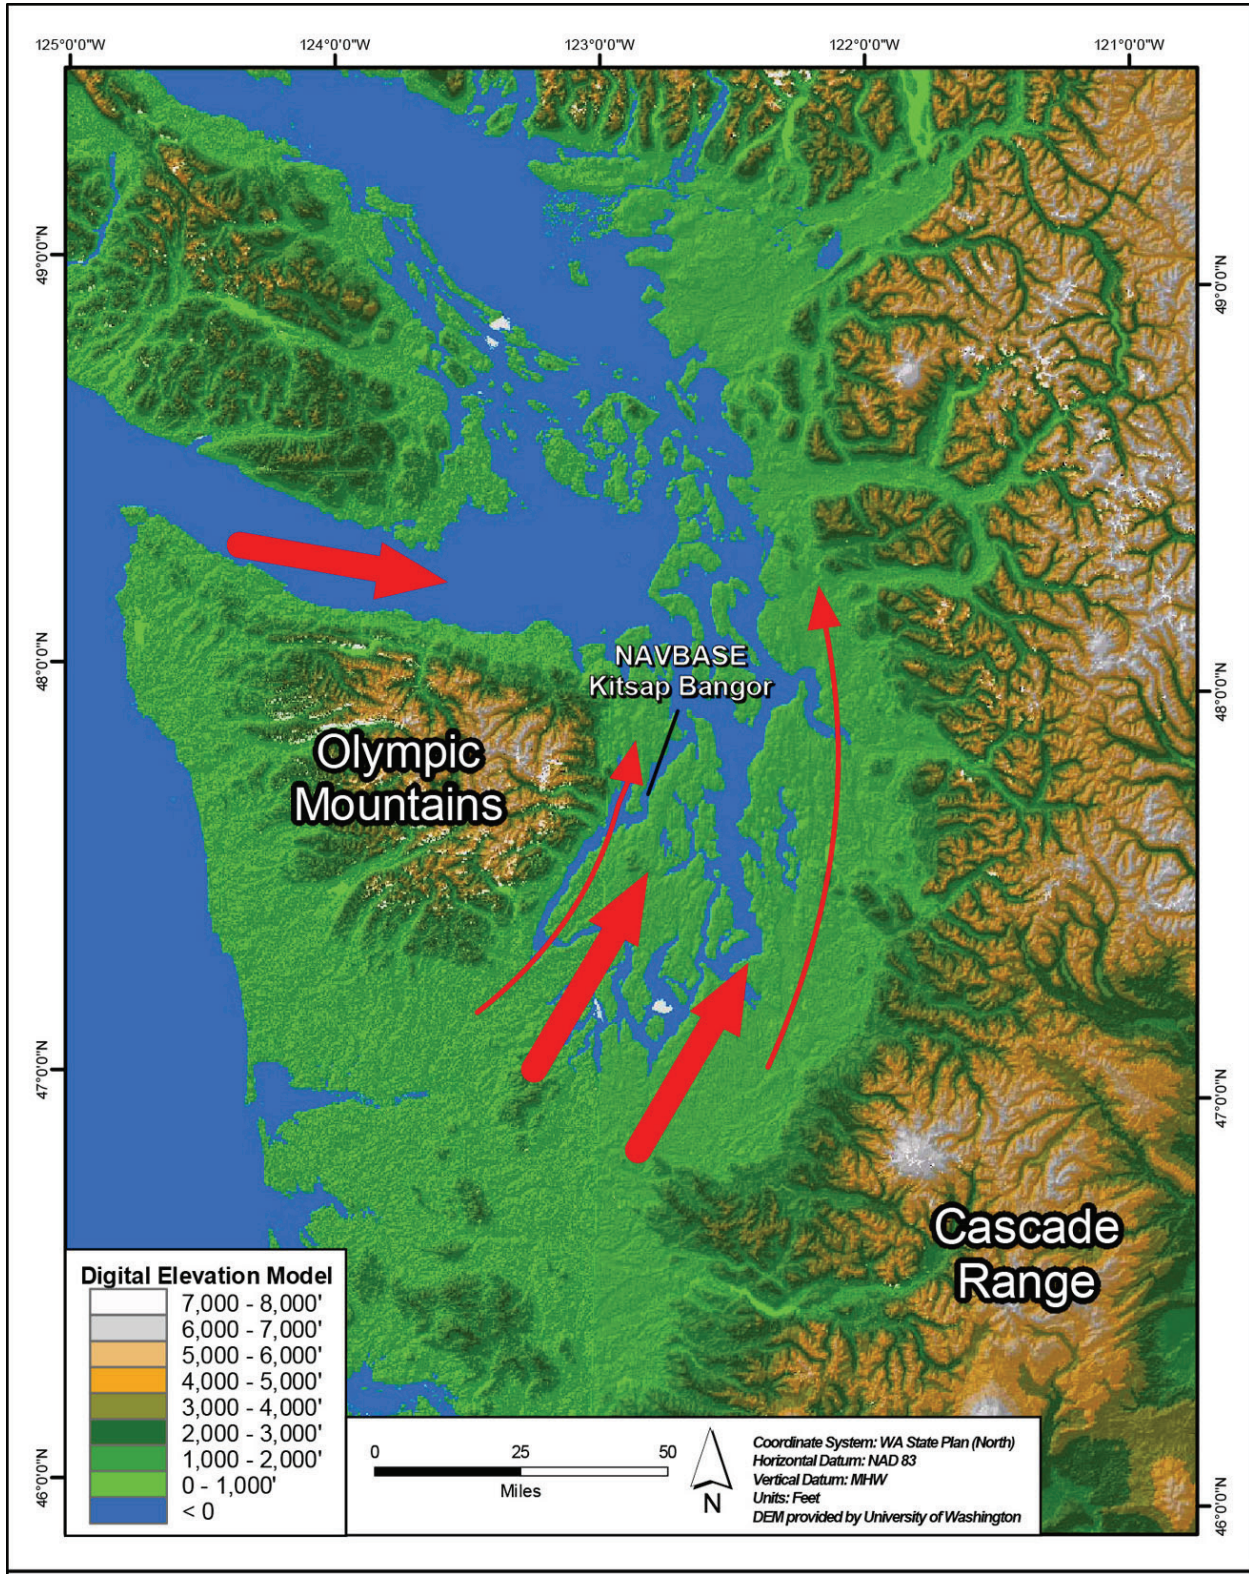 125°0'0"W
124°0'0"W
123°0'0"W
122°0'0"W
121°0'0"W
49°0'0"N
49°0'0"N
48°0'0"N
48°0'0"N
47°0'0"N
47°0'0"N
46°0'0"N
46°0'0"N
NAVBASE
Kitsap Bangor
Olympic
Mountains
Cascade
Range
Digital Elevation Model
7,000 - 8,000'
6,000 - 7,000'
5,000 - 6,000'
4,000 - 5,000'
3,000 - 4,000'
2,000 - 3,000'
1,000 - 2,000'
0 - 1,000'
< 0
0 25 50
Miles
N
Coordinate System: WA State Plan (North)
Horizontal Datum: NAD 83
Vertical Datum: MHW
Units: Feet
DEM provided by University of Washington